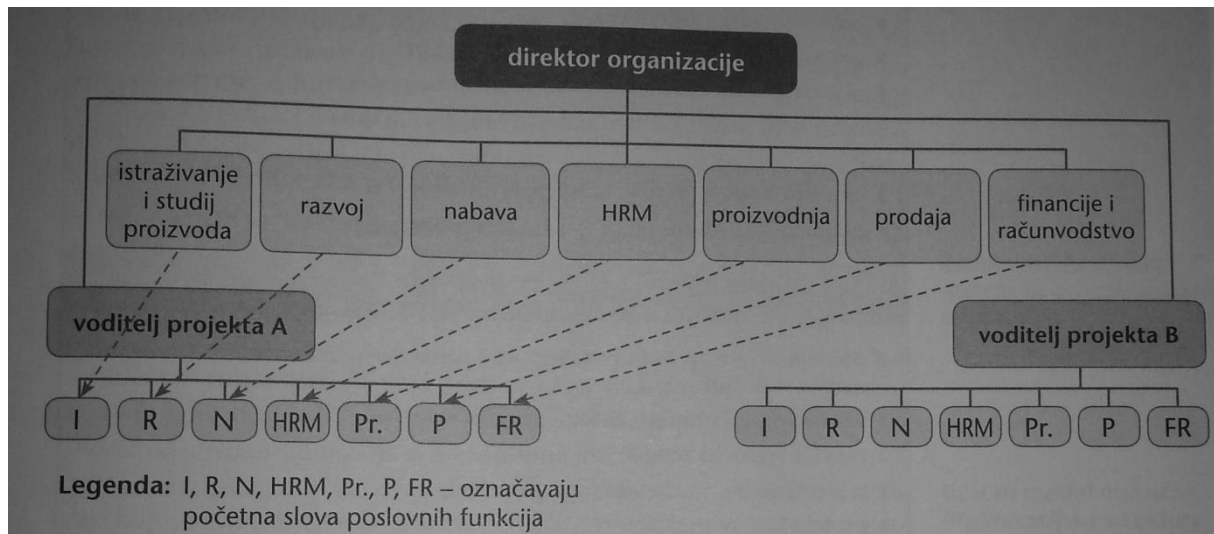 direktor organizacije
istraživanje
i studij
proizvoda
razvoj
nabava
HRM
proizvodnja
prodaja
financije i
računvodstvo
voditelj projekta A
voditelj projekta B
I R N HRM Pr. P FR
I R N HRM Pr. P FR
Legenda: I, R, N, HRM, Pr., P, FR – označavaju
početna slova poslovnih funkcija